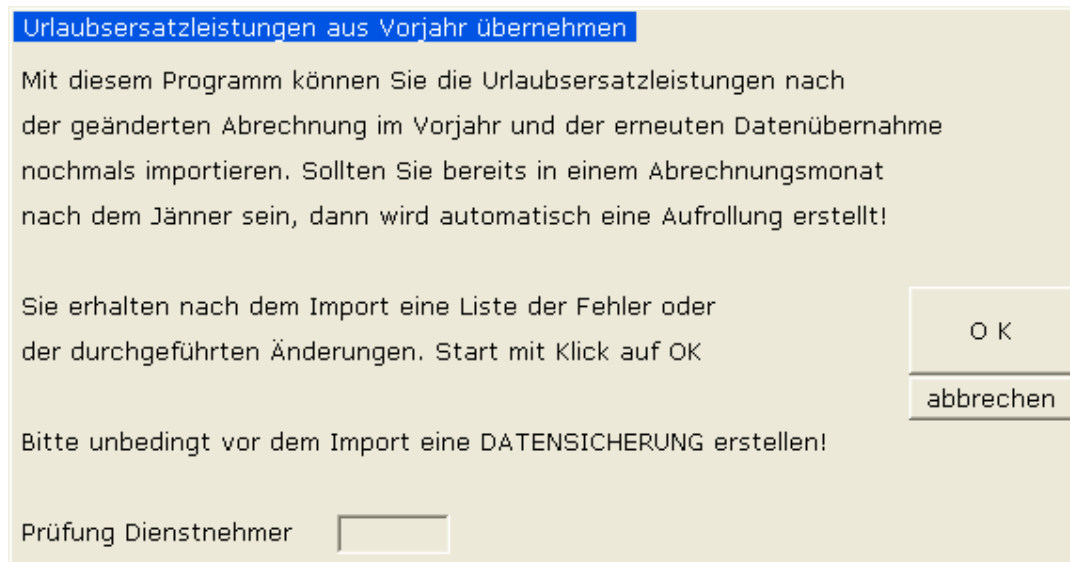 Urlaubsersatzleistungen aus Vorjahr übernehmen
Mit diesem Programm können Sie die Urlaubsersatzleistungen nach
der geänderten Abrechnung im Vorjahr und der erneuten Datenübernahme
nochmals importieren. Sollten Sie bereits in einem Abrechnungsmonat
nach dem Jänner sein, dann wird automatisch eine Aufrollung erstellt!
Sie erhalten nach dem Import eine Liste der Fehler oder
der durchgeführten Änderungen. Start mit Klick auf OK
O K
abbrechen
Bitte unbedingt vor dem Import eine DATENSICHERUNG erstellen!
Prüfung Dienstnehmer